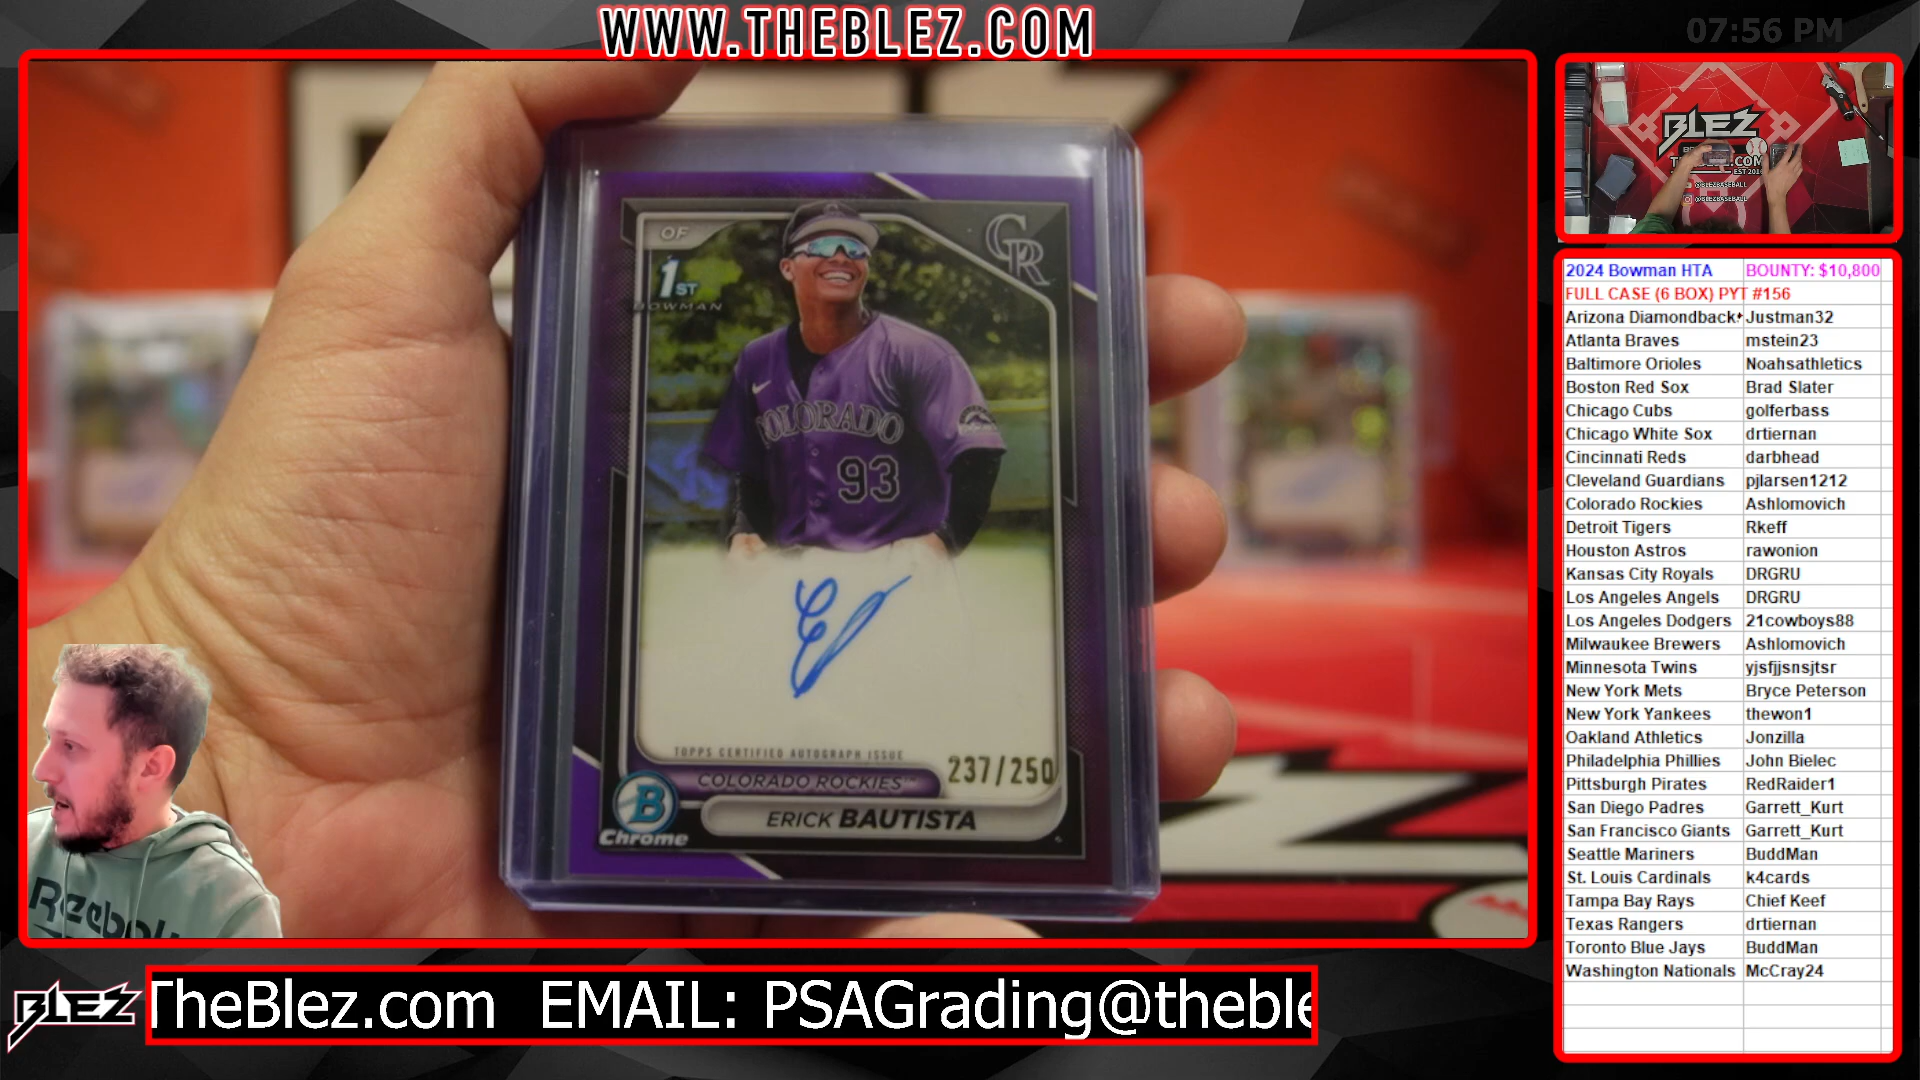 WWW.THEBLEZ.COM
07:56 PM
OF
CR
1ST
BOWMAN
COLORADO
93
TOPPS CERTIFIED AUTOGRAPH ISSUE
237/250
COLORADO ROCKIES™
ERICK BAUTISTA
B
Chrome
Reebok
BLEZ
EST 2016
@BLEZBASEBALL
@BLEZBASEBALL
2024 Bowman HTA BOUNTY: $10,800
FULL CASE (6 BOX) PYT #156
Arizona Diamondback Justman32
Atlanta Braves mstein23
Baltimore Orioles Noahsathletics
Boston Red Sox Brad Slater
Chicago Cubs golferbass
Chicago White Sox drtiernan
Cincinnati Reds darbhead
Cleveland Guardians pjlarsen1212
Colorado Rockies Ashlomovich
Detroit Tigers Rkeff
Houston Astros rawonion
Kansas City Royals DRGRU
Los Angeles Angels DRGRU
Los Angeles Dodgers 21cowboys88
Milwaukee Brewers Ashlomovich
Minnesota Twins yjsfjjsnsjtsr
New York Mets Bryce Peterson
New York Yankees thewon1
Oakland Athletics Jonzilla
Philadelphia Phillies John Bielec
Pittsburgh Pirates RedRaider1
San Diego Padres Garrett_Kurt
San Francisco Giants Garrett_Kurt
Seattle Mariners BuddMan
St. Louis Cardinals k4cards
Tampa Bay Rays Chief Keef
Texas Rangers drtiernan
Toronto Blue Jays BuddMan
Washington Nationals McCray24
BLEZ
TheBlez.com EMAIL: PSAGrading@theble